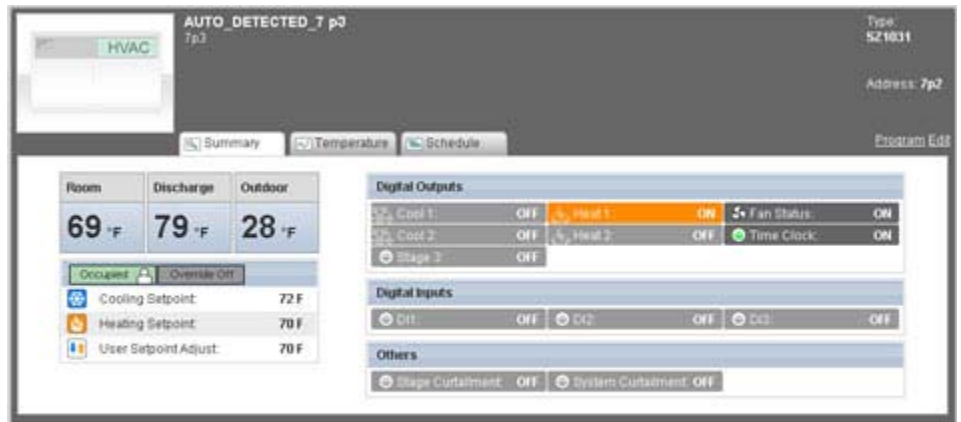 HVAC
AUTO_DETECTED_7 p3
7p3
Type:
SZ1031
Address: 7p2
Summary Temperature Schedule
Program Edit
Room Discharge Outdoor
69 °F 79 °F 28 °F
Occupied Override Off
Cooling Setpoint: 72 F
Heating Setpoint: 70 F
User Setpoint Adjust: 70 F
Digital Outputs
Cool 1: OFF Heat 1: ON Fan Status: ON
Cool 2: OFF Heat 2: OFF Time Clock: ON
Stage 3: OFF
Digital Inputs
DI1: OFF DI2: OFF DI3: OFF
Others
Stage Curtailment: OFF System Curtailment: OFF